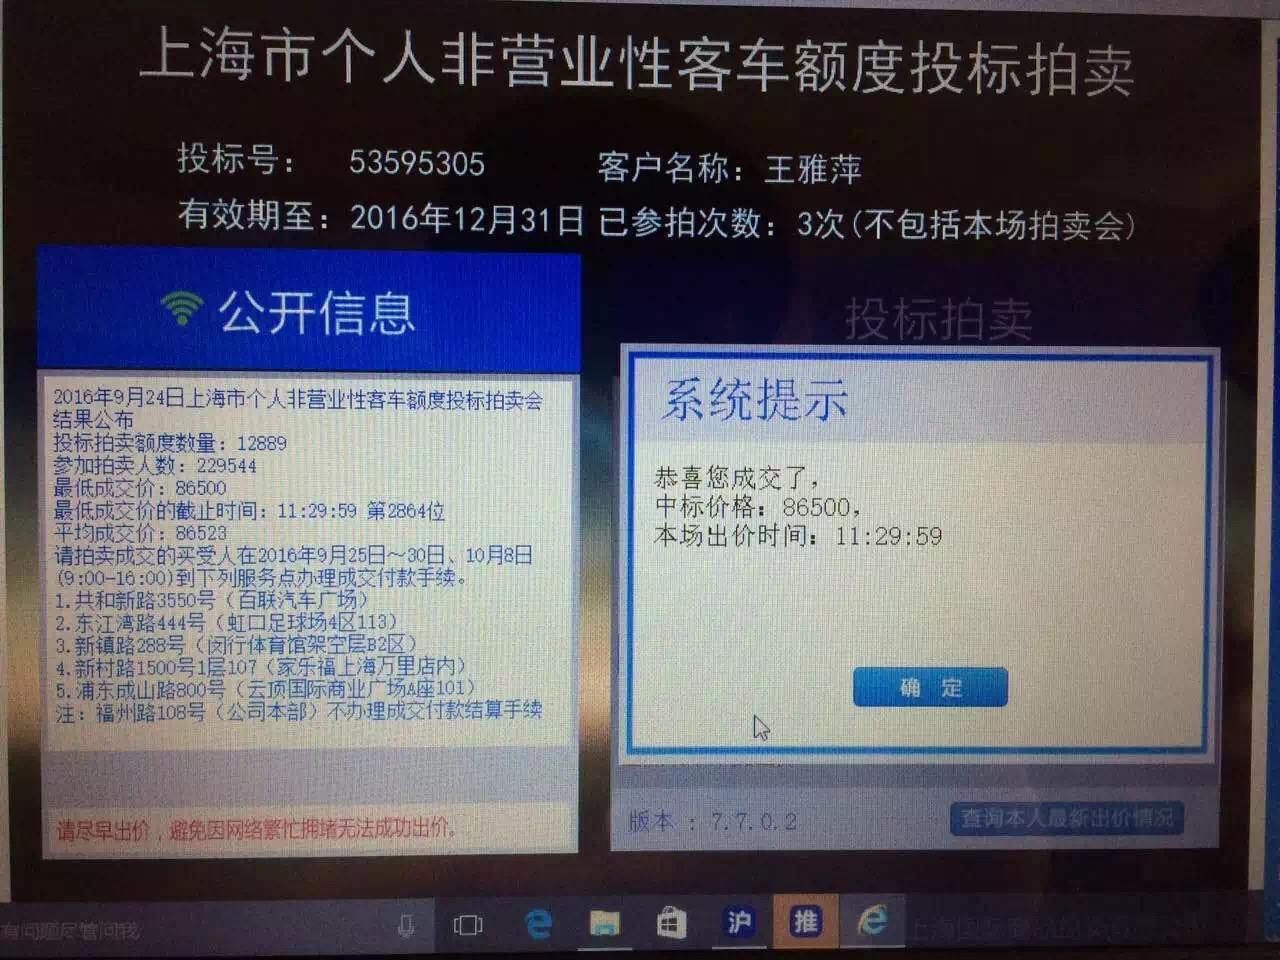 上海市个人非营业性客车额度投标拍卖
投标号： 53595305 客户名称：王雅萍
有效期至：2016年12月31日 已参拍次数：3次(不包括本场拍卖会)
公开信息
2016年9月24日上海市个人非营业性客车额度投标拍卖会
结果公布
投标拍卖额度数量：12889
参加拍卖人数：229544
最低成交价：86500
最低成交价的截止时间：11:29:59 第2864位
平均成交价：86523
请拍卖成交的买受人在2016年9月25日～30日、10月8日
(9:00-16:00)到下列服务点办理成交付款手续。
1.共和新路3550号（百联汽车广场）
2.东江湾路444号（虹口足球场4区113）
3.新镇路288号（闵行体育馆架空层B2区）
4.新村路1500号1层107（家乐福上海万里店内）
5.浦东成山路800号（云顶国际商业广场A座101）
注：福州路108号（公司本部）不办理成交付款结算手续
请尽早出价，避免因网络繁忙拥堵无法成功出价。
投标拍卖
系统提示
恭喜您成交了，
中标价格：86500，
本场出价时间：11:29:59
确 定
版本 : 7.7.0.2
查询本人最新出价情况
有问题尽管问我
沪
推